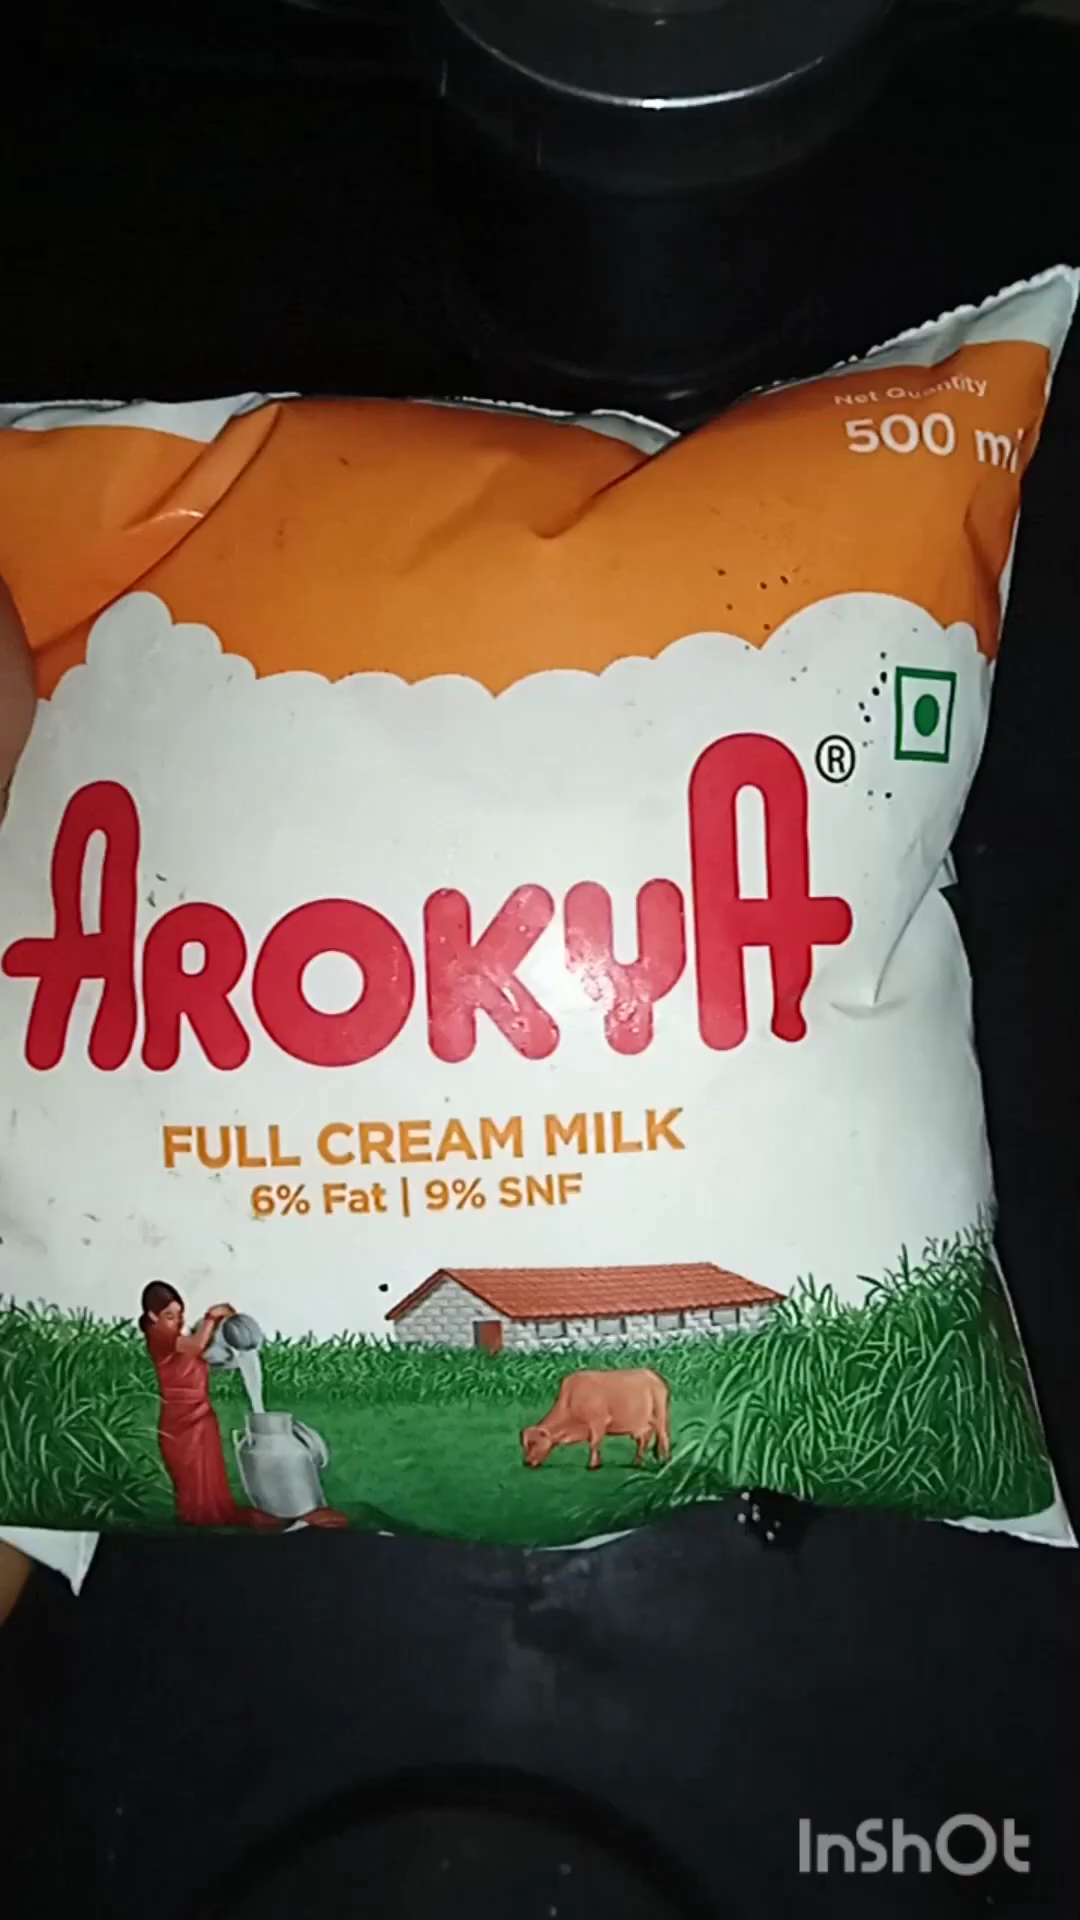 Net Quantity
500 ml
AROKYA®
FULL CREAM MILK
6% Fat | 9% SNF
InShOt